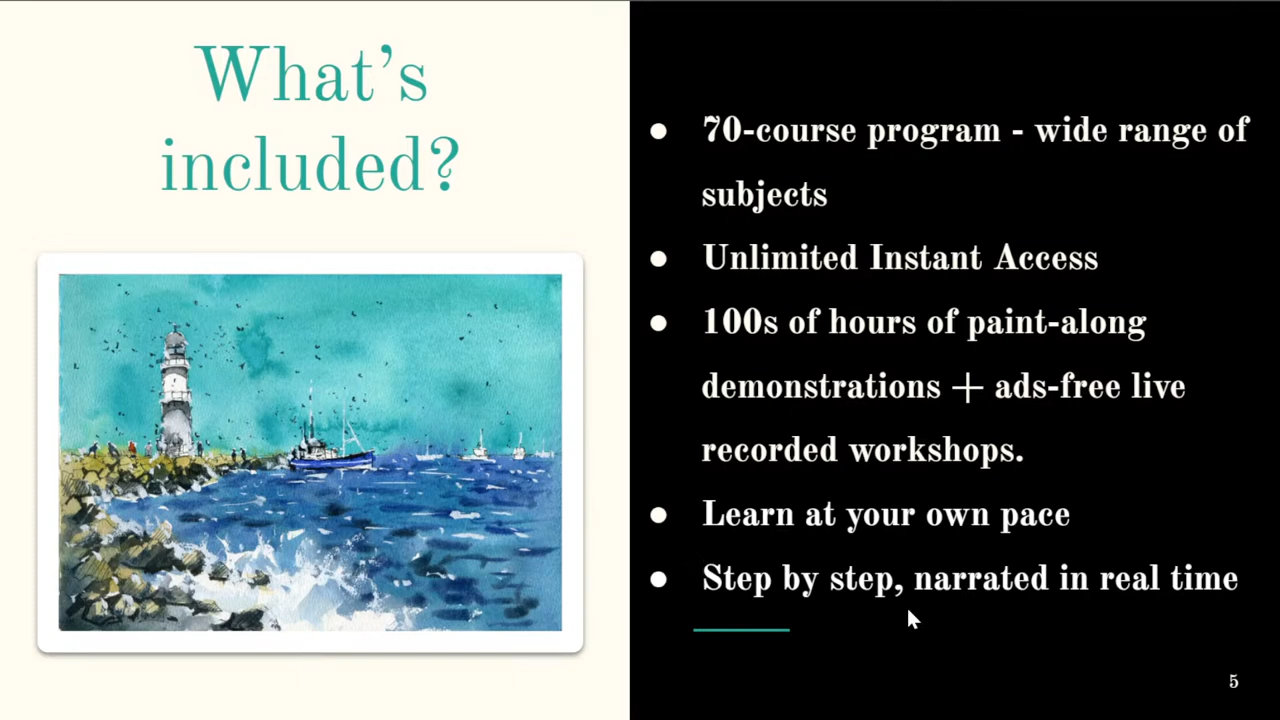 What's
included?
● 70-course program - wide range of
subjects
● Unlimited Instant Access
● 100s of hours of paint-along
demonstrations + ads-free live
recorded workshops.
● Learn at your own pace
● Step by step, narrated in real time
5